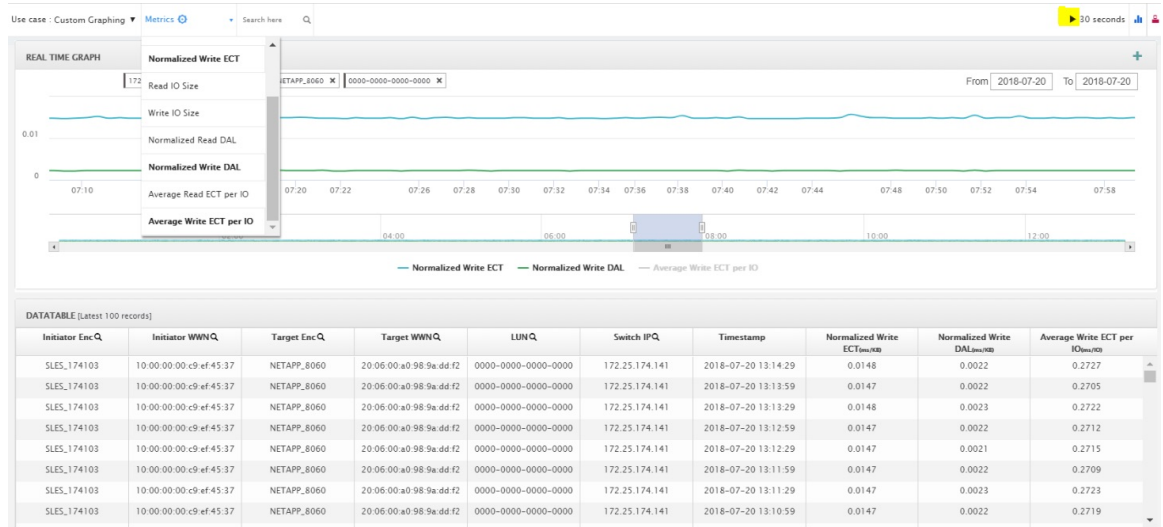 Use case : Custom Graphing ▼ Metrics Search here 30 seconds
REAL TIME GRAPH
Normalized Write ECT
Read IO Size
Write IO Size
Normalized Read DAL
Normalized Write DAL
Average Read ECT per IO
Average Write ECT per IO
172 ETAPP_8060 ✕ 0000-0000-0000-0000 ✕ From 2018-07-20 To 2018-07-20
0.01
0
07:10 07:20 07:22 07:26 07:28 07:30 07:32 07:34 07:36 07:38 07:40 07:42 07:44 07:48 07:50 07:52 07:54 07:58
04:00 06:00 08:00 10:00 12:00
Normalized Write ECT Normalized Write DAL Average Write ECT per IO
DATATABLE [Latest 100 records]
Initiator Enc Initiator WWN Target Enc Target WWN LUN Switch IP Timestamp Normalized Write ECT(ms/KB) Normalized Write DAL(ms/KB) Average Write ECT per IO(ms/IO)
SLES_174103 10:00:00:00:c9:ef:45:37 NETAPP_8060 20:06:00:a0:98:9a:dd:f2 0000-0000-0000-0000 172.25.174.141 2018-07-20 13:14:29 0.0148 0.0022 0.2727
SLES_174103 10:00:00:00:c9:ef:45:37 NETAPP_8060 20:06:00:a0:98:9a:dd:f2 0000-0000-0000-0000 172.25.174.141 2018-07-20 13:13:59 0.0147 0.0022 0.2705
SLES_174103 10:00:00:00:c9:ef:45:37 NETAPP_8060 20:06:00:a0:98:9a:dd:f2 0000-0000-0000-0000 172.25.174.141 2018-07-20 13:13:29 0.0148 0.0023 0.2722
SLES_174103 10:00:00:00:c9:ef:45:37 NETAPP_8060 20:06:00:a0:98:9a:dd:f2 0000-0000-0000-0000 172.25.174.141 2018-07-20 13:12:59 0.0147 0.0022 0.2712
SLES_174103 10:00:00:00:c9:ef:45:37 NETAPP_8060 20:06:00:a0:98:9a:dd:f2 0000-0000-0000-0000 172.25.174.141 2018-07-20 13:12:29 0.0147 0.0021 0.2715
SLES_174103 10:00:00:00:c9:ef:45:37 NETAPP_8060 20:06:00:a0:98:9a:dd:f2 0000-0000-0000-0000 172.25.174.141 2018-07-20 13:11:59 0.0147 0.0022 0.2709
SLES_174103 10:00:00:00:c9:ef:45:37 NETAPP_8060 20:06:00:a0:98:9a:dd:f2 0000-0000-0000-0000 172.25.174.141 2018-07-20 13:11:29 0.0147 0.0022 0.2723
SLES_174103 10:00:00:00:c9:ef:45:37 NETAPP_8060 20:06:00:a0:98:9a:dd:f2 0000-0000-0000-0000 172.25.174.141 2018-07-20 13:10:59 0.0147 0.0022 0.2719